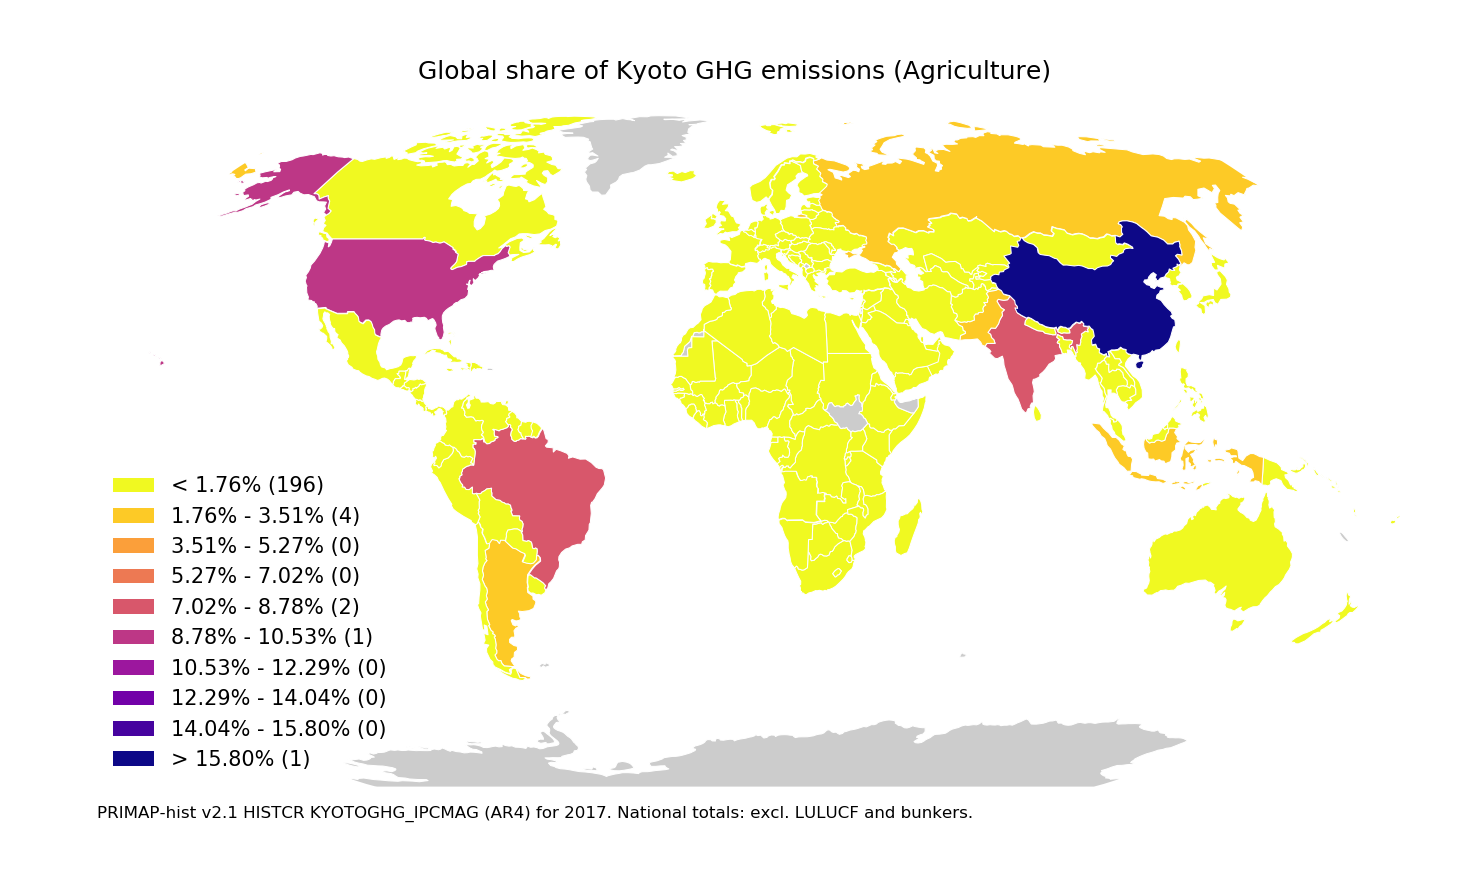 Global share of Kyoto GHG emissions (Agriculture)
< 1.76% (196)
1.76% - 3.51% (4)
3.51% - 5.27% (0)
5.27% - 7.02% (0)
7.02% - 8.78% (2)
8.78% - 10.53% (1)
10.53% - 12.29% (0)
12.29% - 14.04% (0)
14.04% - 15.80% (0)
> 15.80% (1)
PRIMAP-hist v2.1 HISTCR KYOTOGHG_IPCMAG (AR4) for 2017. National totals: excl. LULUCF and bunkers.